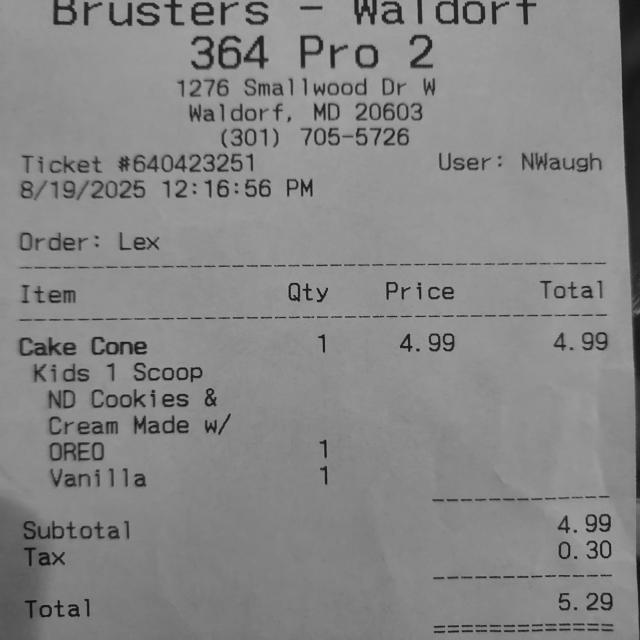 Brusters - Waldorf
364 Pro 2
1276 Smallwood Dr W
Waldorf, MD 20603
(301) 705-5726
Ticket #640423251 User: NWaugh
8/19/2025 12:16:56 PM
Order: Lex
Item Qty Price Total
Cake Cone 1 4.99 4.99
Kids 1 Scoop
ND Cookies &
Cream Made w/
OREO 1
Vanilla 1
Subtotal 4.99
Tax 0.30
Total 5.29